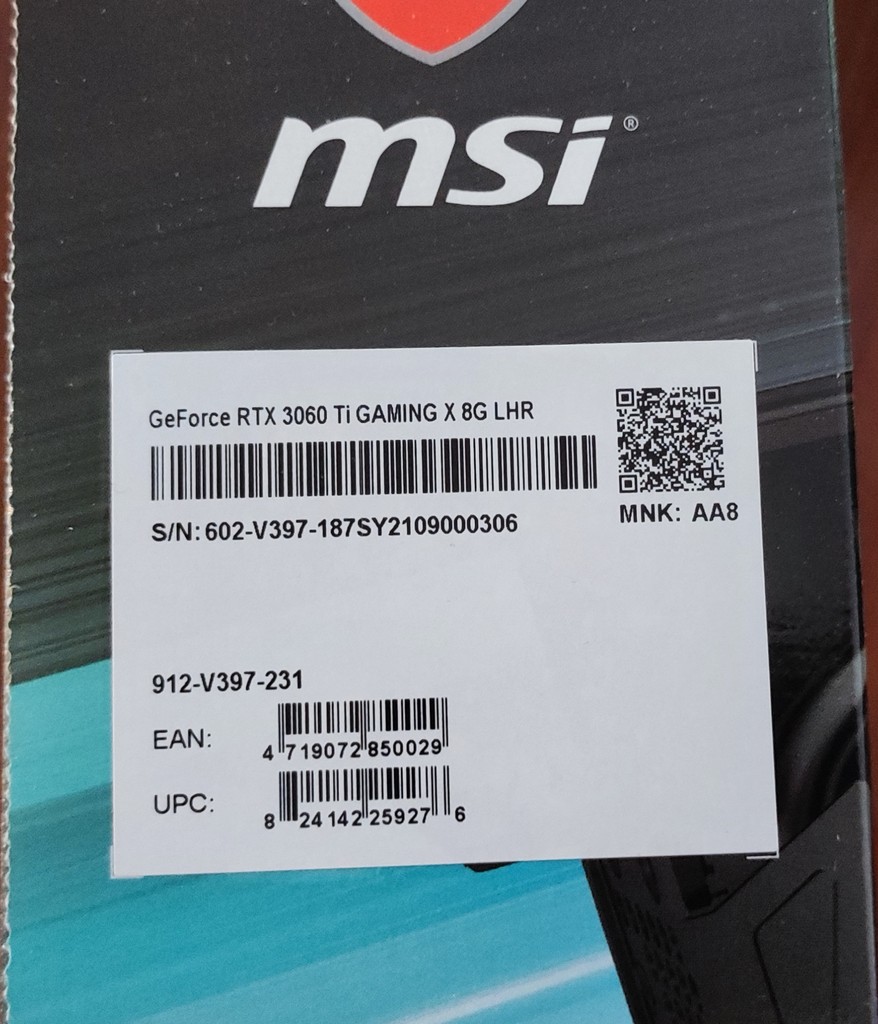 msi®
GeForce RTX 3060 Ti GAMING X 8G LHR
S/N: 602-V397-187SY2109000306
MNK: AA8
912-V397-231
EAN:
4 719072 850029
UPC:
8 24142 25927 6